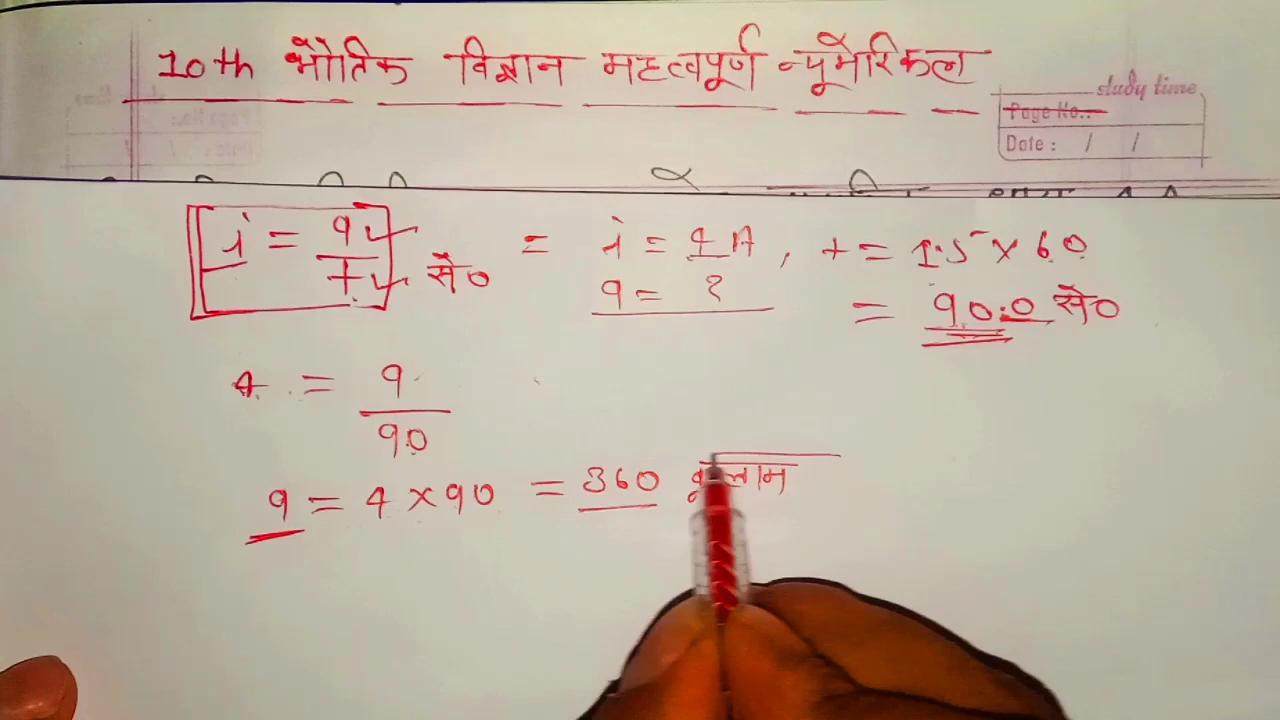 10th भौतिक विज्ञान महत्वपूर्ण न्यूमेरिकल
study time
Page No.:
Date : / /
i = q/t से० = i = 4 A, t = 1.5 × 60
q = ?
= 90.0 से०
4 = q/90
q = 4 × 90 = 360 कूलाम